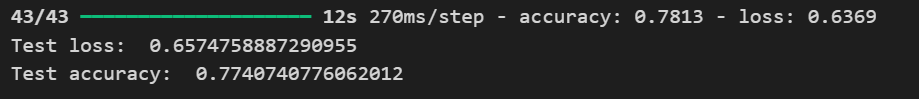 43/43 ━━━━━━━━━━━━━━━━━━━━ 12s 270ms/step - accuracy: 0.7813 - loss: 0.6369
Test loss:  0.6574758887290955
Test accuracy:  0.7740740776062012